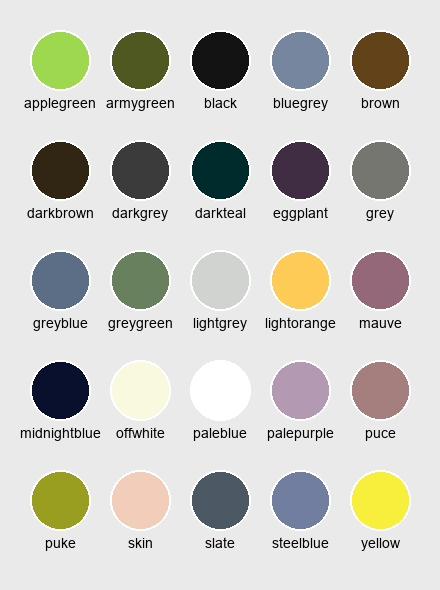 applegreen armygreen black bluegrey brown
darkbrown darkgrey darkteal eggplant grey
greyblue greygreen lightgrey lightorange mauve
midnightblue offwhite paleblue palepurple puce
puke skin slate steelblue yellow